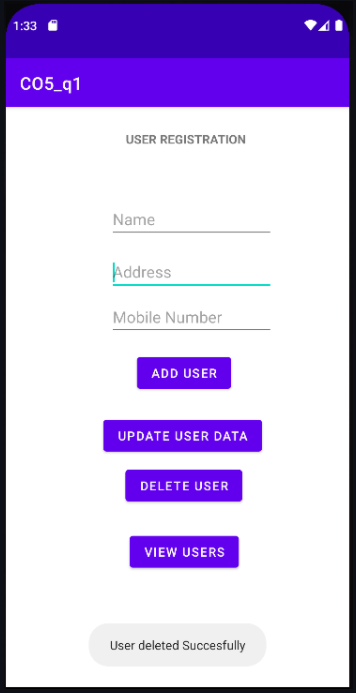 1:33
CO5_q1
USER REGISTRATION
Name
Address
Mobile Number
ADD USER
UPDATE USER DATA
DELETE USER
VIEW USERS
User deleted Succesfully